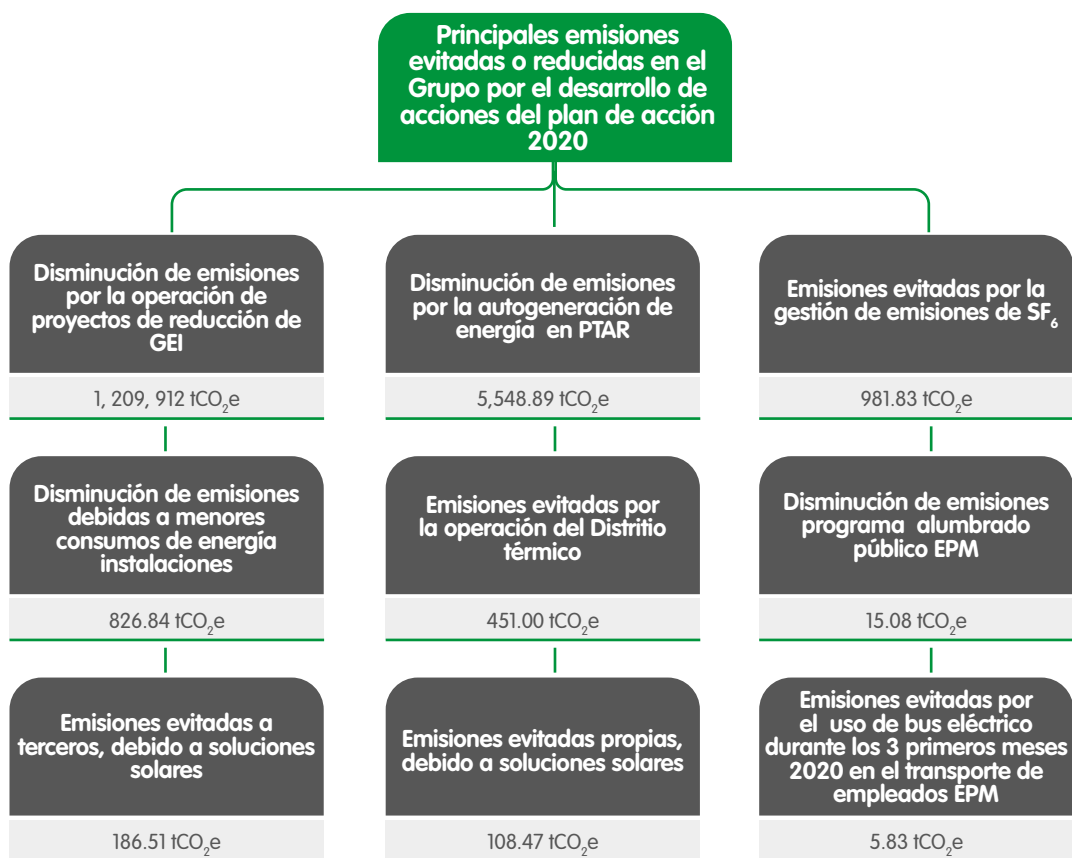 Principales emisiones
evitadas o reducidas en el
Grupo por el desarrollo de
acciones del plan de acción
2020
Disminución de emisiones
por la operación de
proyectos de reducción de
GEI
1, 209, 912 tCO₂e
Disminución de emisiones
por la autogeneración de
energía en PTAR
5,548.89 tCO₂e
Emisiones evitadas por la
gestión de emisiones de SF₆
981.83 tCO₂e
Disminución de emisiones
debidas a menores
consumos de energía
instalaciones
826.84 tCO₂e
Emisiones evitadas por
la operación del Distritio
térmico
451.00 tCO₂e
Disminución de emisiones
programa alumbrado
público EPM
15.08 tCO₂e
Emisiones evitadas a
terceros, debido a soluciones
solares
186.51 tCO₂e
Emisiones evitadas propias,
debido a soluciones solares
108.47 tCO₂e
Emisiones evitadas por
el uso de bus eléctrico
durante los 3 primeros meses
2020 en el transporte de
empleados EPM
5.83 tCO₂e